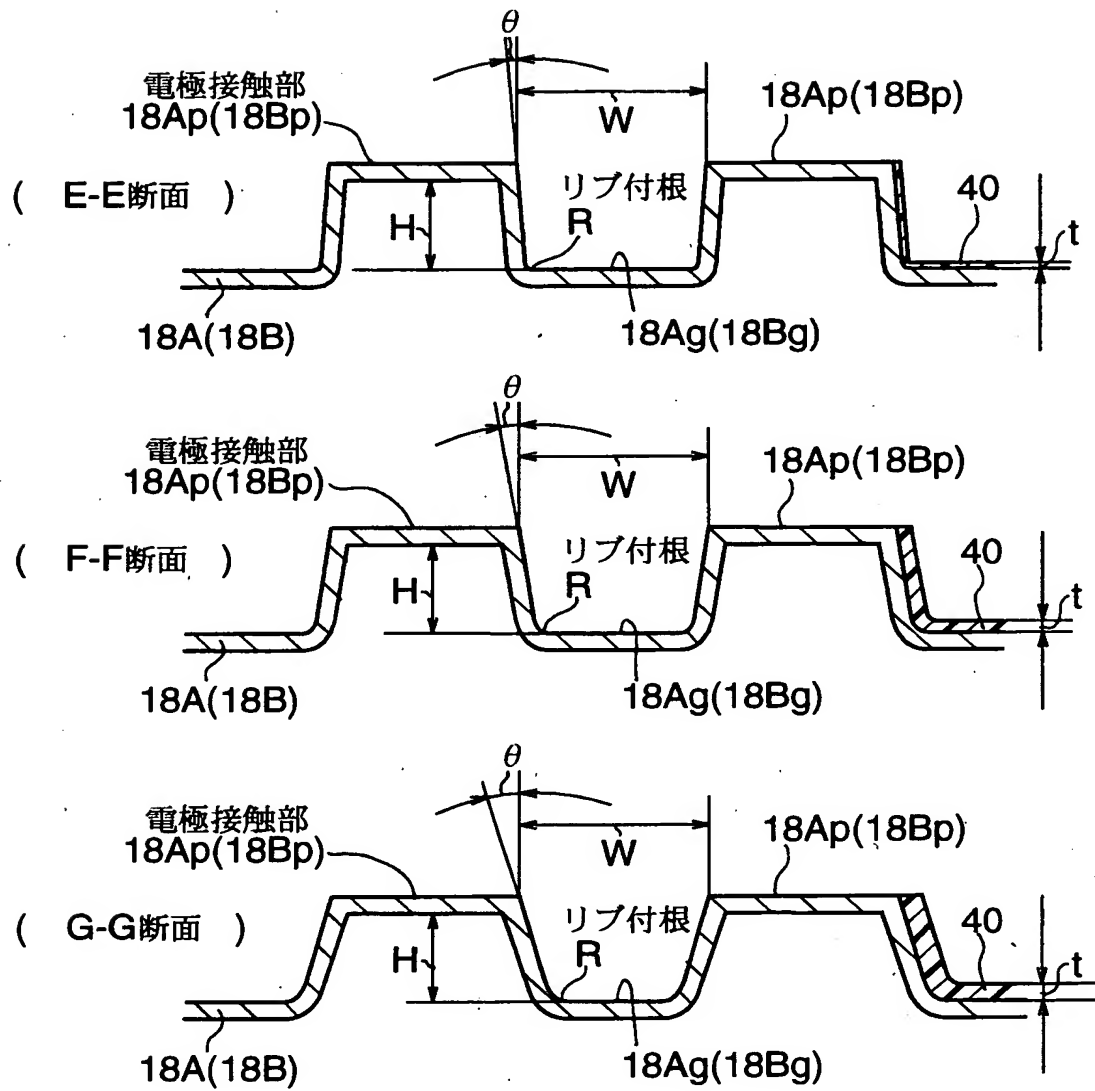 θ
電極接触部
18Ap(18Bp)
W
18Ap(18Bp)
( E-E断面 )
リブ付根
40
H
R
t
18A(18B)
18Ag(18Bg)
θ
電極接触部
18Ap(18Bp)
W
18Ap(18Bp)
( F-F断面 )
リブ付根
40
H
R
t
18A(18B)
18Ag(18Bg)
θ
電極接触部
18Ap(18Bp)
W
18Ap(18Bp)
( G-G断面 )
リブ付根
40
H
R
t
18A(18B)
18Ag(18Bg)